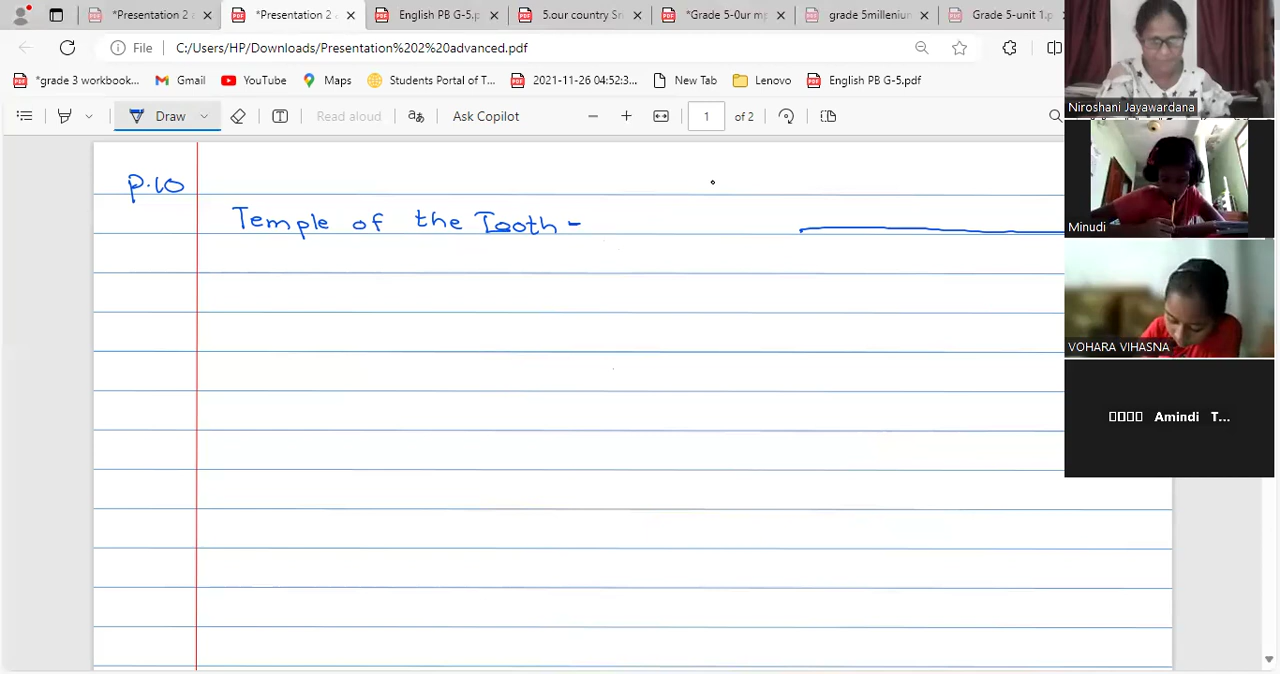 *Presentation 2 a
*Presentation 2
English PB G-5.p
5.our country Sr
*Grade 5-0ur m
grade 5milleniu
Grade 5-unit 1.p
File
C:/Users/HP/Downloads/Presentation%202%20advanced.pdf
*grade 3 workbook...
Gmail
YouTube
Maps
Students Portal of T...
2021-11-26 04:52:3...
New Tab
Lenovo
English PB G-5.pdf
Draw
Read aloud
Ask Copilot
1
of 2
P.10
Temple of the Tooth -
Niroshani Jayawardana
Minudi
VOHARA VIHASNA
Amindi T...